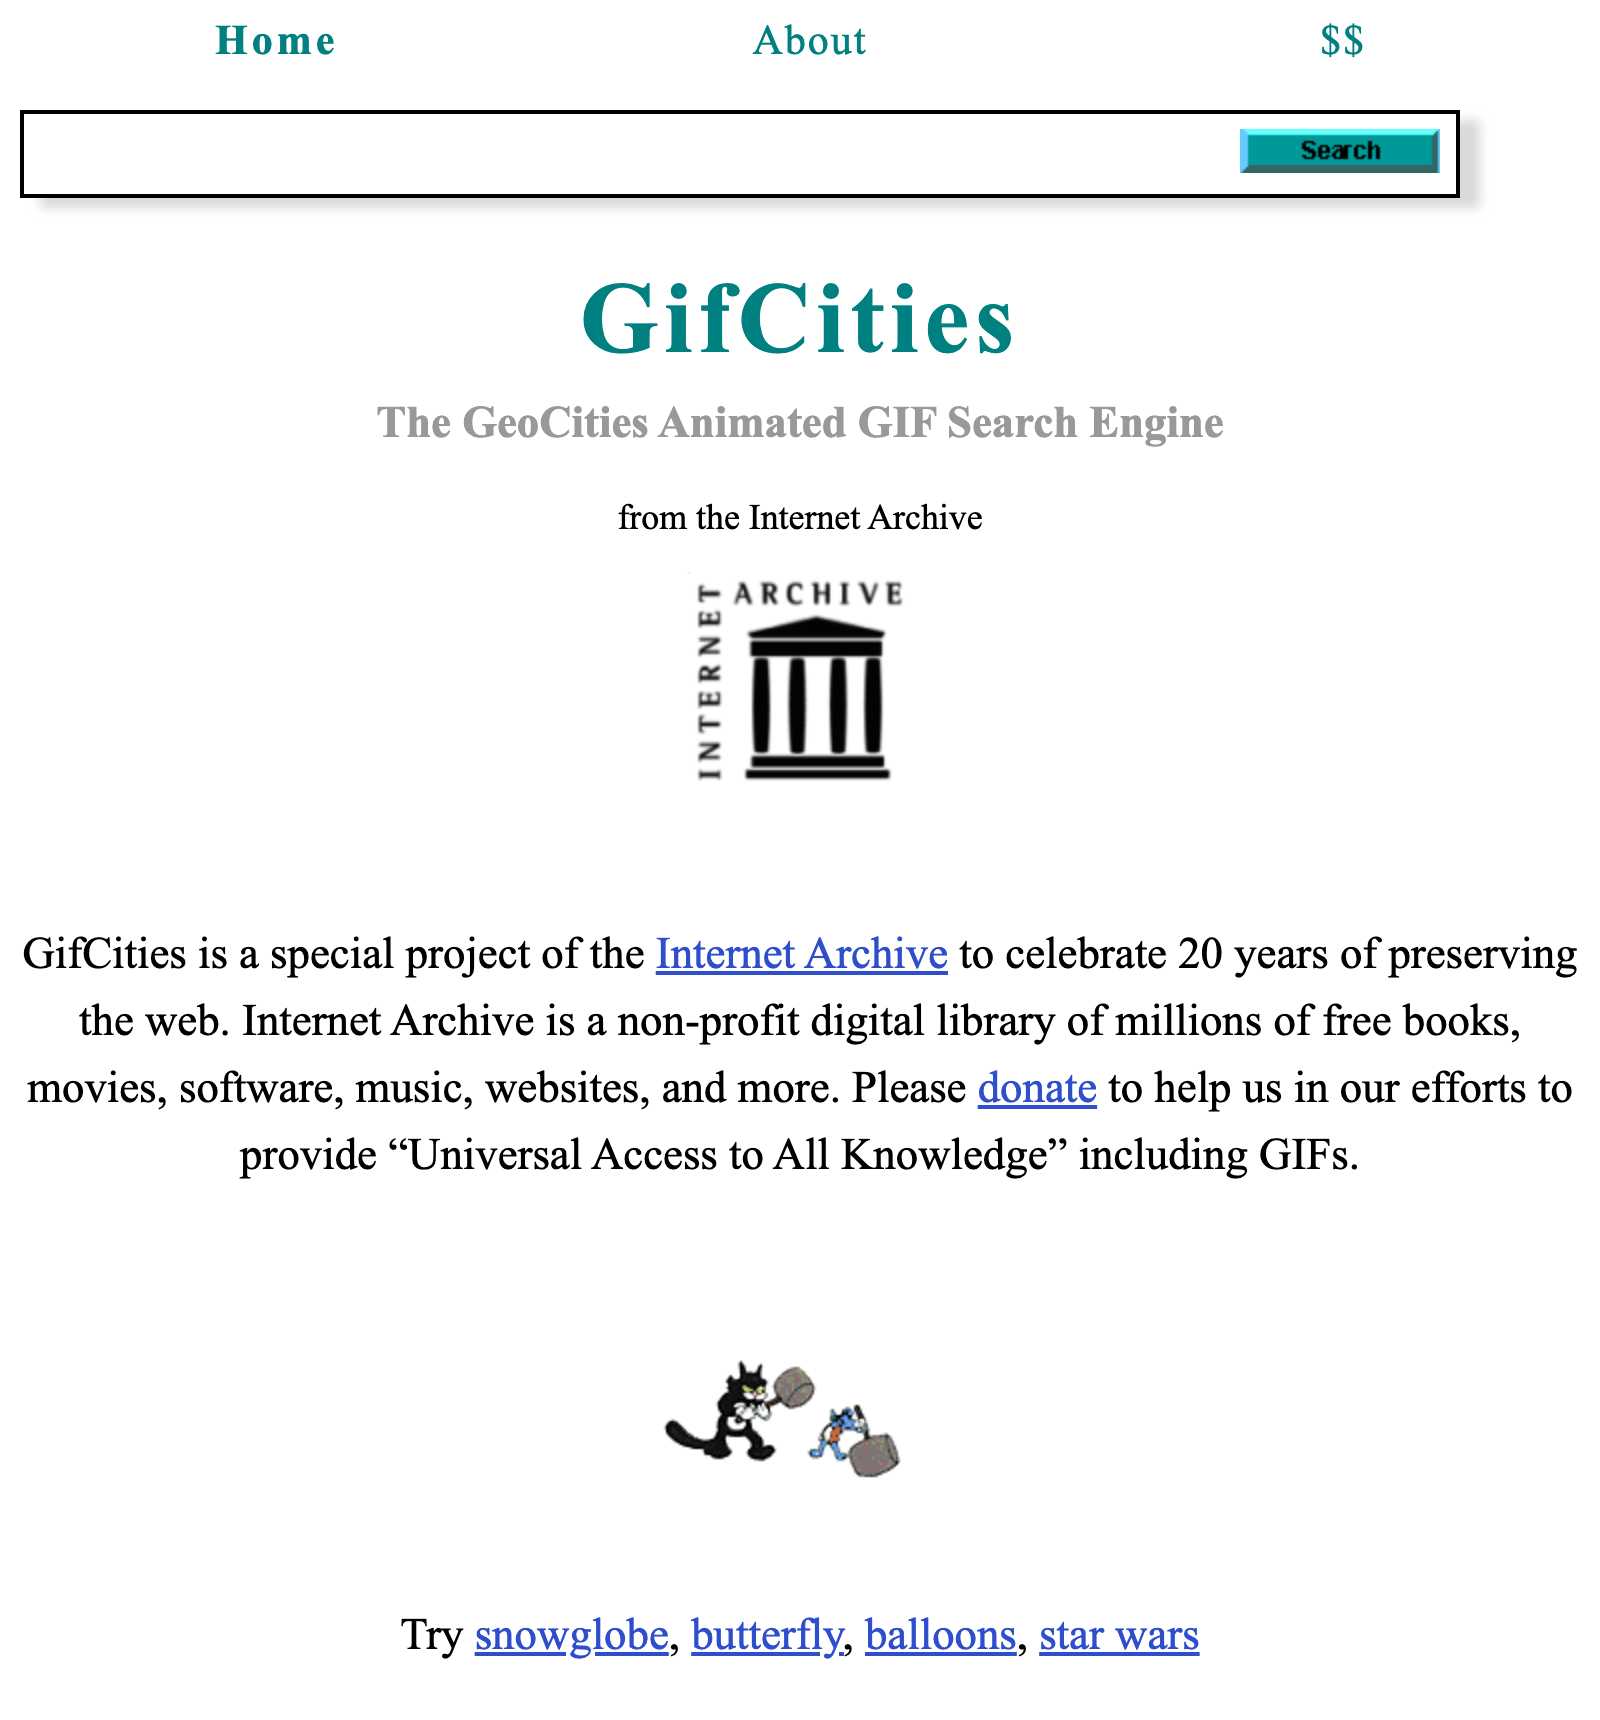 Home About $$
Search
GifCities
The GeoCities Animated GIF Search Engine
from the Internet Archive
ARCHIVE
INTERNET
GifCities is a special project of the Internet Archive to celebrate 20 years of preserving
the web. Internet Archive is a non-profit digital library of millions of free books,
movies, software, music, websites, and more. Please donate to help us in our efforts to
provide “Universal Access to All Knowledge” including GIFs.
Try snowglobe, butterfly, balloons, star wars